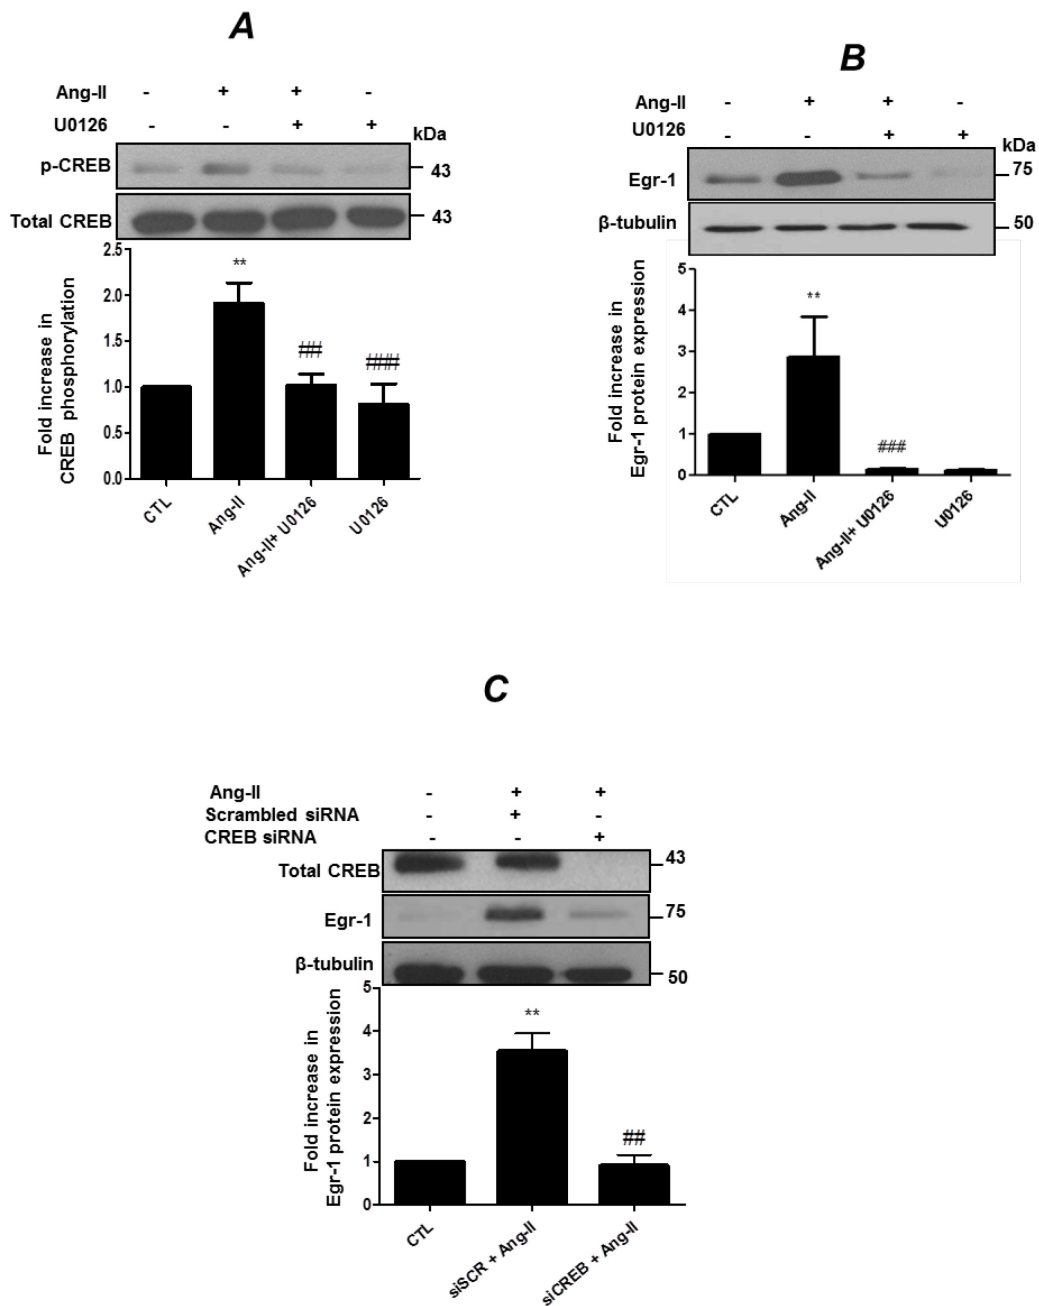 A
Ang-II - + + -
U0126 - - + + kDa
p-CREB 43
Total CREB 43
2.5
2.0
1.5
1.0
0.5
0.0
Fold increase in
CREB phosphorylation
**
##
####
CTL
Ang-II
Ang-II+ U0126
U0126
B
Ang-II - + + -
U0126 - - + + kDa
Egr-1 75
β-tubulin 50
5
4
3
2
1
0
Fold increase in
Egr-1 protein expression
**
###
CTL
Ang-II
Ang-II+ U0126
U0126
C
Ang-II - + +
Scrambled siRNA - + -
CREB siRNA - - +
Total CREB 43
Egr-1 75
β-tubulin 50
5
4
3
2
1
0
Fold increase in
Egr-1 protein expression
**
##
CTL
siSCR + Ang-II
siCREB + Ang-II